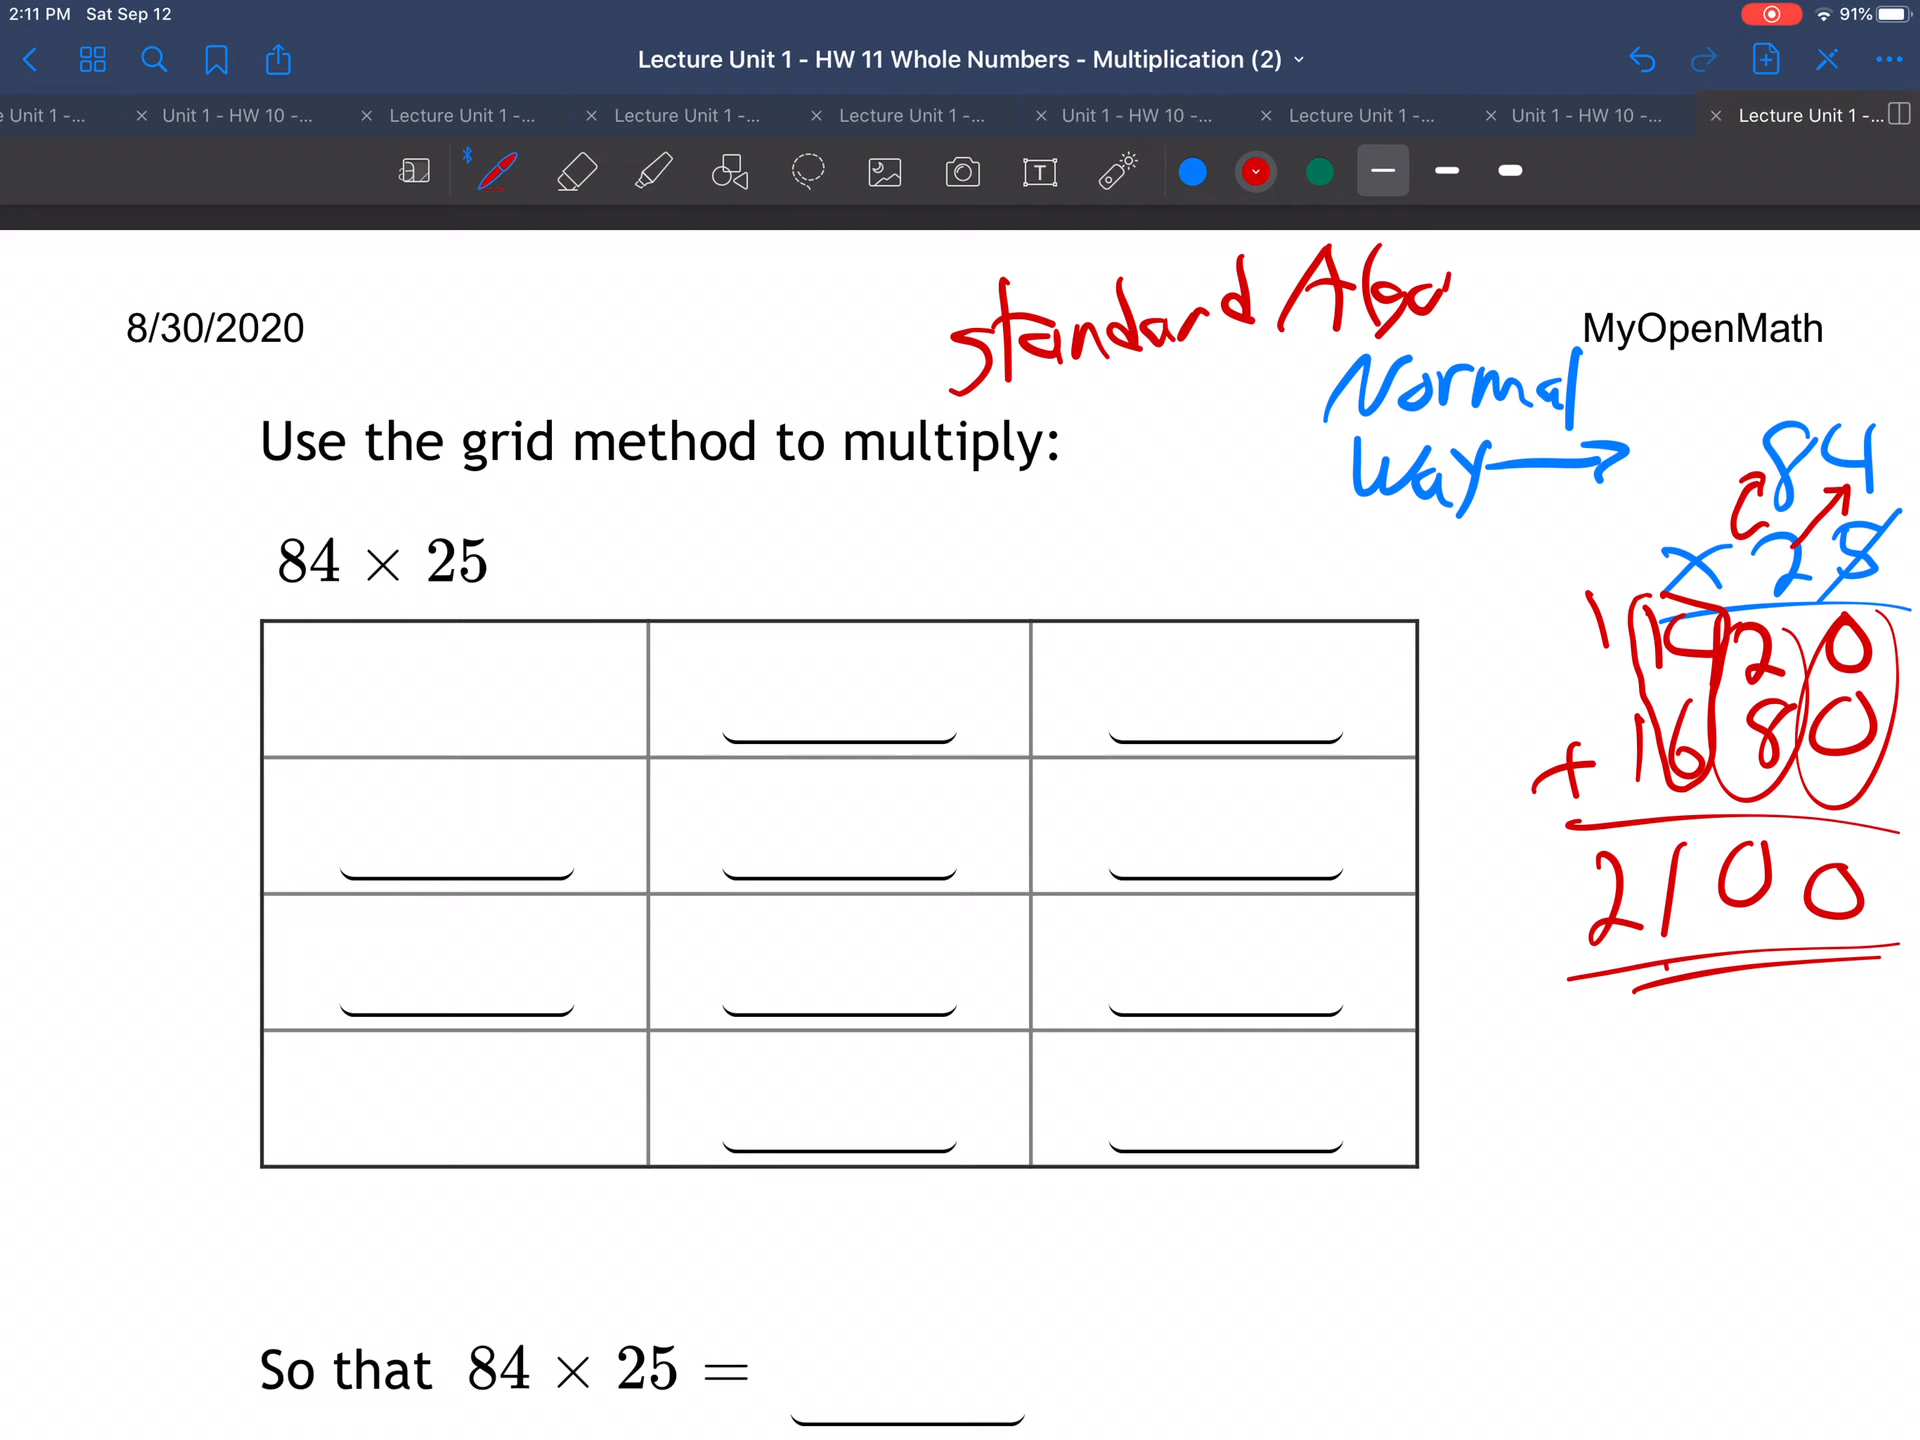 2:11 PM Sat Sep 12
91%
Lecture Unit 1 - HW 11 Whole Numbers - Multiplication (2)
e Unit 1 -... Unit 1 - HW 10 -... Lecture Unit 1 -... Lecture Unit 1 -... Lecture Unit 1 -... Unit 1 - HW 10 -... Lecture Unit 1 -... Unit 1 - HW 10 -... Lecture Unit 1 -...
T
Standard Algo
8/30/2020
MyOpenMath
Normal
Way
Use the grid method to multiply:
84
84 × 25
× 25
1
420
+ 1680
2100
So that 84 × 25 =